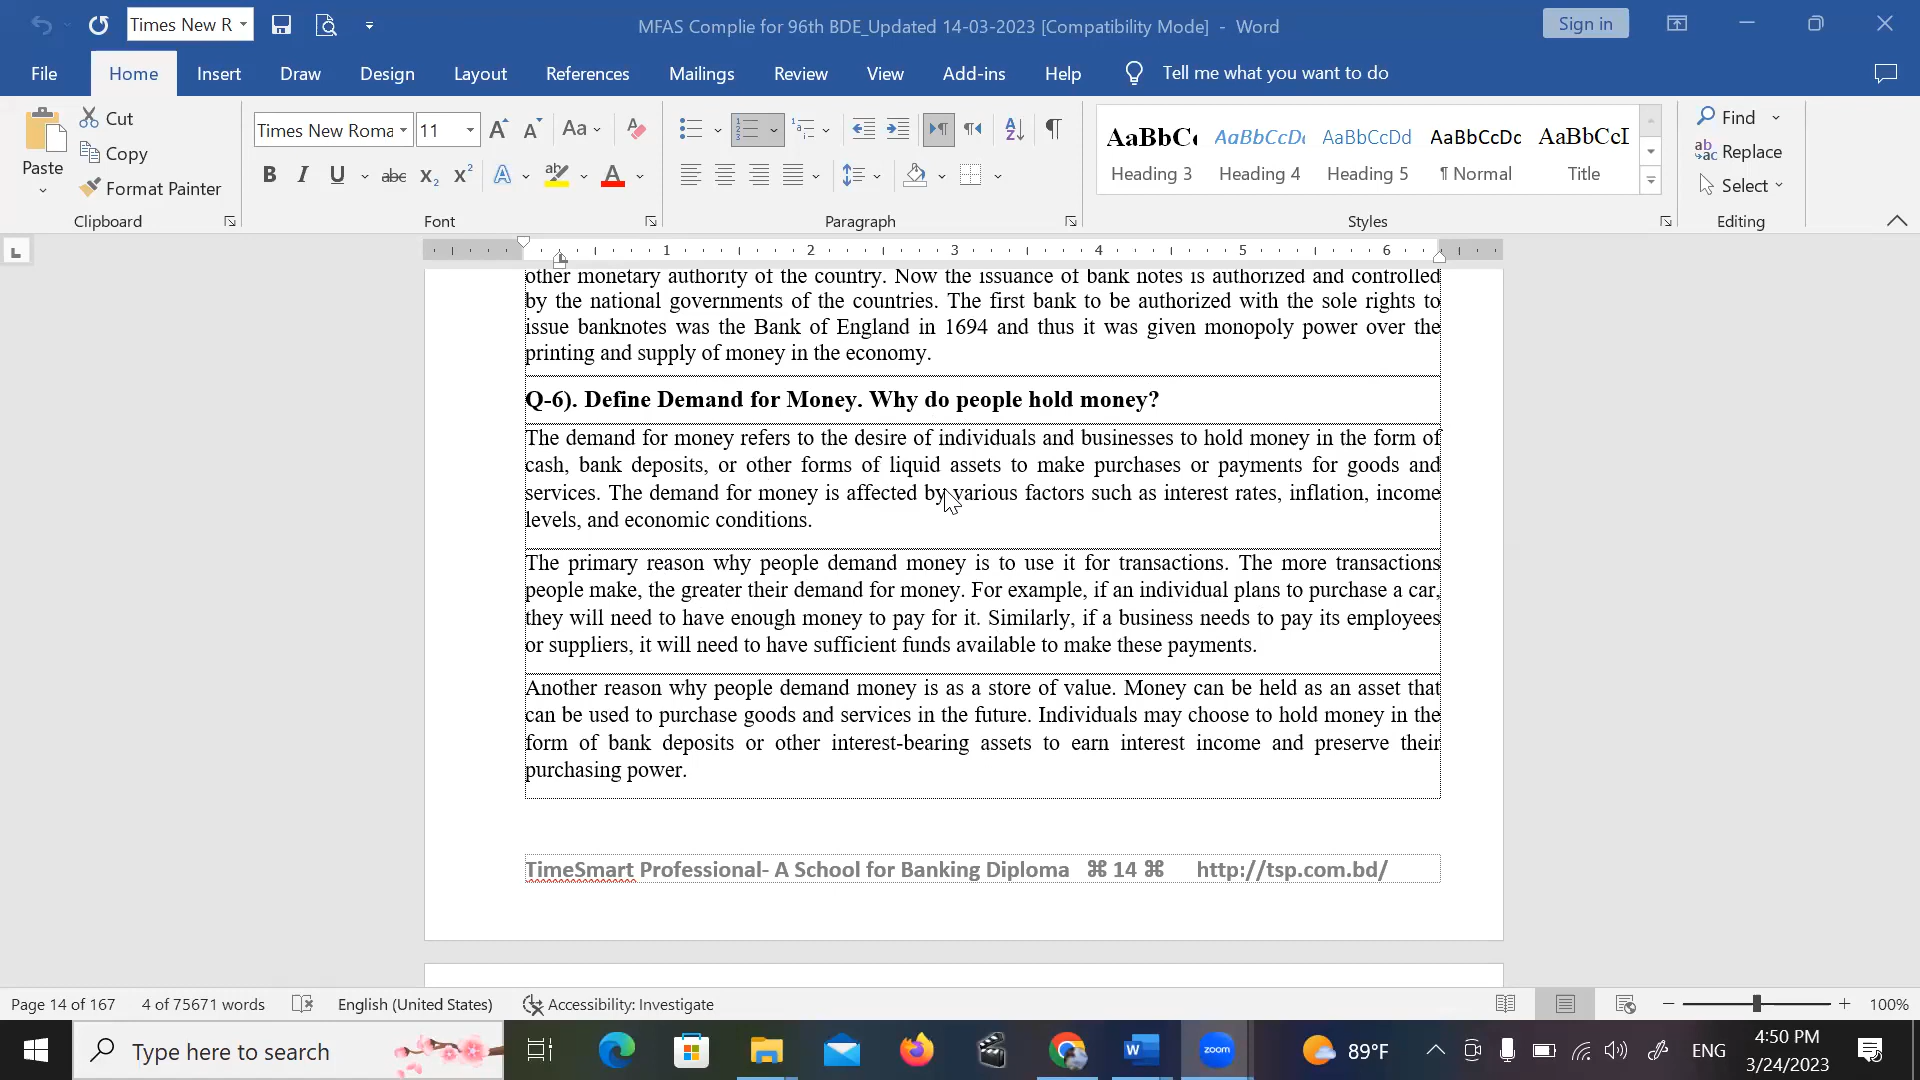 Times New R
MFAS Complie for 96th BDE_Updated 14-03-2023 [Compatibility Mode] - Word
Sign in
File Home Insert Draw Design Layout References Mailings Review View Add-ins Help Tell me what you want to do
Paste
Cut
Copy
Format Painter
Clipboard
Times New Roma 11
Font
Paragraph
AaBbC AaBbCcD AaBbCcDd AaBbCcDc AaBbCcI
Heading 3 Heading 4 Heading 5 ¶ Normal Title
Styles
Find
Replace
Select
Editing
1 2 3 4 5 6
other monetary authority of the country. Now the issuance of bank notes is authorized and controlled
by the national governments of the countries. The first bank to be authorized with the sole rights to
issue banknotes was the Bank of England in 1694 and thus it was given monopoly power over the
printing and supply of money in the economy.
Q-6). Define Demand for Money. Why do people hold money?
The demand for money refers to the desire of individuals and businesses to hold money in the form of
cash, bank deposits, or other forms of liquid assets to make purchases or payments for goods and
services. The demand for money is affected by various factors such as interest rates, inflation, income
levels, and economic conditions.
The primary reason why people demand money is to use it for transactions. The more transactions
people make, the greater their demand for money. For example, if an individual plans to purchase a car,
they will need to have enough money to pay for it. Similarly, if a business needs to pay its employees
or suppliers, it will need to have sufficient funds available to make these payments.
Another reason why people demand money is as a store of value. Money can be held as an asset that
can be used to purchase goods and services in the future. Individuals may choose to hold money in the
form of bank deposits or other interest-bearing assets to earn interest income and preserve their
purchasing power.
TimeSmart Professional- A School for Banking Diploma ⌘ 14 ⌘ http://tsp.com.bd/
Page 14 of 167 4 of 75671 words English (United States) Accessibility: Investigate 100%
Type here to search
zoom
89°F
ENG
4:50 PM
3/24/2023